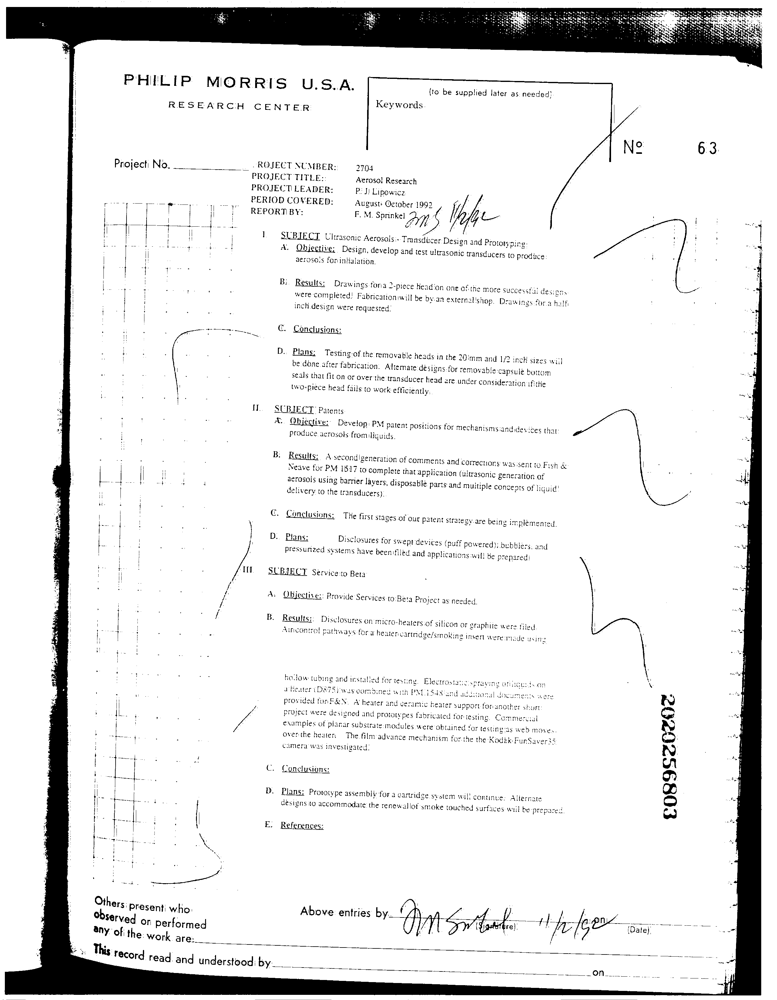 PHILIP MORRIS U.S.A.
RESEARCH CENTER
(to be supplied later as needed)
Keywords
Nº 63
Project No.
ROJECT NUMBER: 2704
PROJECT TITLE: Aerosol Research
PROJECT LEADER: P. J. Lipowicz
PERIOD COVERED: August October 1992
REPORT BY: F. M. Sprinkel FMS 11/2/92
I SUBJECT Ultrasonic Aerosols - Transducer Design and Prototyping
A. Objective: Design, develop and test ultrasonic transducers to produce
aerosols for inhalation.
B. Results: Drawings for a 2-piece head on one of the more successful designs
were completed. Fabrication will be by an external shop. Drawings for a half-
inch design were requested.
C. Conclusions:
D. Plans: Testing of the removable heads in the 20 mm and 1/2 inch sizes will
be done after fabrication. Alternate designs for removable capsule bottom
seals that fit on or over the transducer head are under consideration if the
two-piece head fails to work efficiently.
II. SUBJECT Patents
A. Objective: Develop PM patent positions for mechanisms and devices that
produce aerosols from liquids.
B. Results: A second generation of comments and corrections was sent to Fish &
Neave for PM 1617 to complete that application (ultrasonic generation of
aerosols using barrier layers, disposable parts and multiple concepts of liquid
delivery to the transducers).
C. Conclusions: The first stages of our patent strategy are being implemented.
D. Plans: Disclosures for swept devices (puff powered), bubblers, and
pressurized systems have been filed and applications will be prepared.
III SUBJECT Service to Beta
A. Objective: Provide Services to Beta Project as needed.
B. Results: Disclosures on micro-heaters of silicon or graphite were filed.
Air control pathways for a heater cartridge/smoking insert were made using
hollow tubing and installed for testing. Electrostatic spraying of liquids on
a heater (D875) was combined with PM 1548 and additional documents were
provided for F&N. A heater and ceramic heater support for another short
project were designed and prototypes fabricated for testing. Commercial
examples of planar substrate modules were obtained for testing as web moves
over the heater. The film advance mechanism for the the Kodak FunSaver 35
camera was investigated.
C. Conclusions:
D. Plans: Prototype assembly for a cartridge system will continue. Alternate
designs to accommodate the renewal of smoke touched surfaces will be prepared.
E. References:
2020256803
Others present who
observed or performed
any of the work are:
Above entries by (Signature) 11/2/92 on (Date)
This record read and understood by on